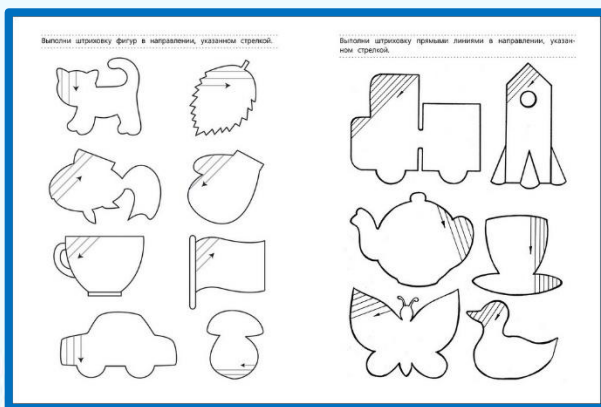 Выполни штриховку фигур в направлении, указанном стрелкой.
Выполни штриховку прямыми линиями в направлении, указан-
ном стрелкой.